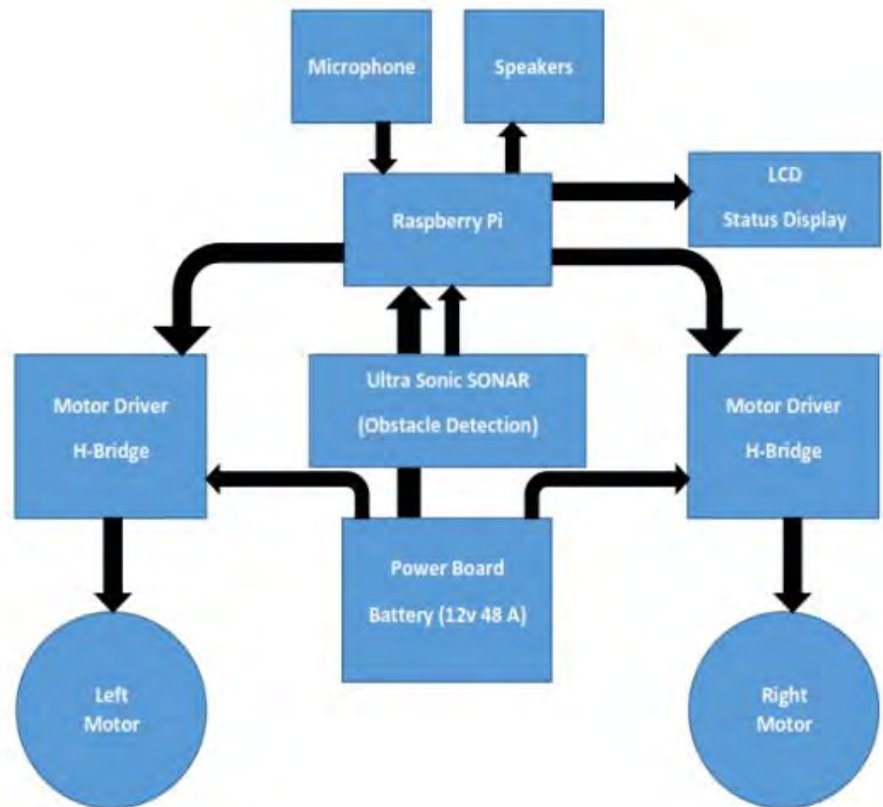 Microphone
Speakers
LCD
Status Display
Raspberry Pi
Motor Driver
H-Bridge
Ultra Sonic SONAR
(Obstacle Detection)
Motor Driver
H-Bridge
Power Board
Battery (12v 48 A)
Left
Motor
Right
Motor